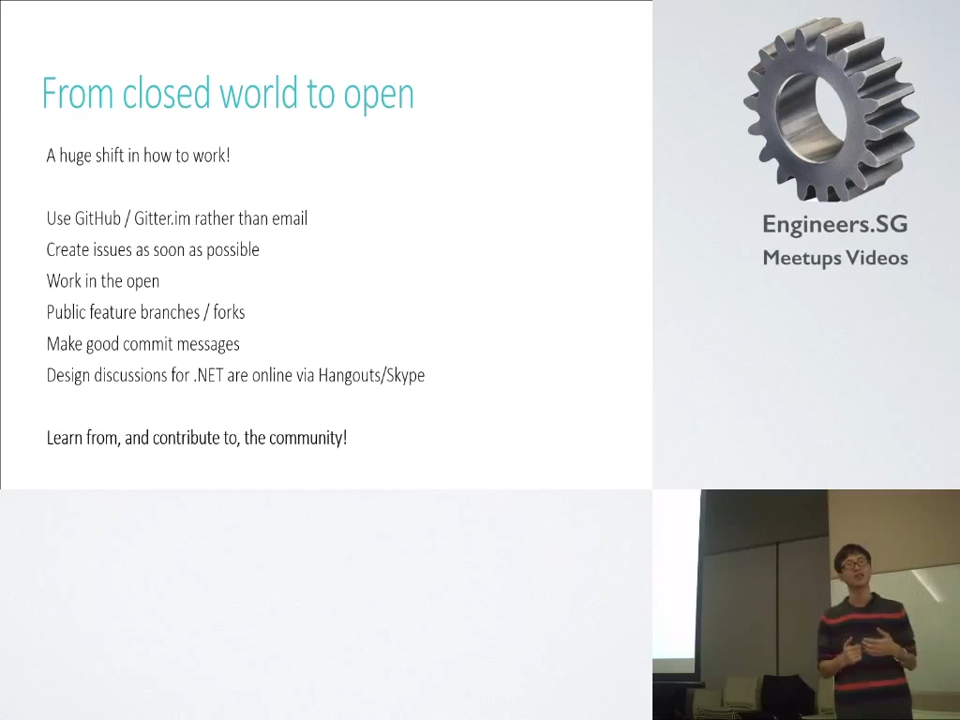 From closed world to open
A huge shift in how to work!
Use GitHub / Gitter.im rather than email
Create issues as soon as possible
Work in the open
Public feature branches / forks
Make good commit messages
Design discussions for .NET are online via Hangouts/Skype
Learn from, and contribute to, the community!
Engineers.SG
Meetups Videos